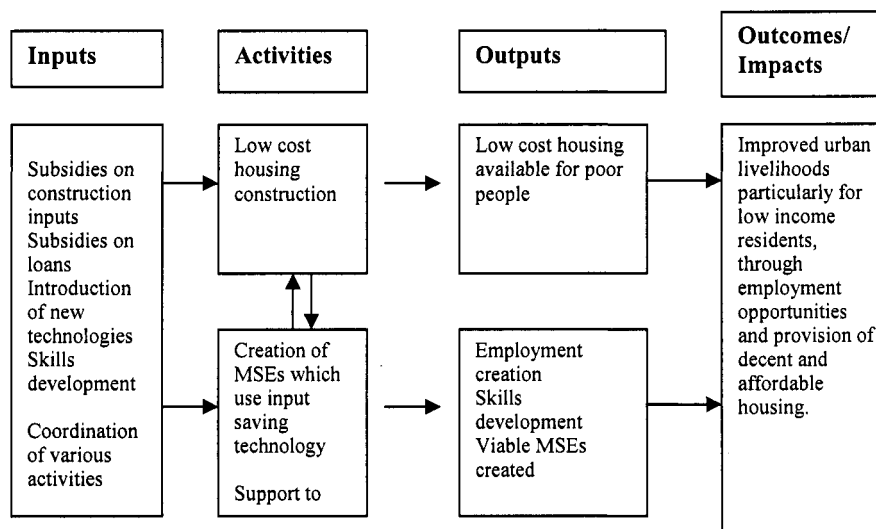 Inputs
Activities
Outputs
Outcomes/
Impacts
Subsidies on
construction
inputs
Subsidies on
loans
Introduction
of new
technologies
Skills
development
Coordination
of various
activities
Low cost
housing
construction
Low cost housing
available for poor
people
Improved urban
livelihoods
particularly for
low income
residents,
through
employment
opportunities
and provision of
decent and
affordable
housing.
Creation of
MSEs which
use input
saving
technology
Support to
Employment
creation
Skills
development
Viable MSEs
created